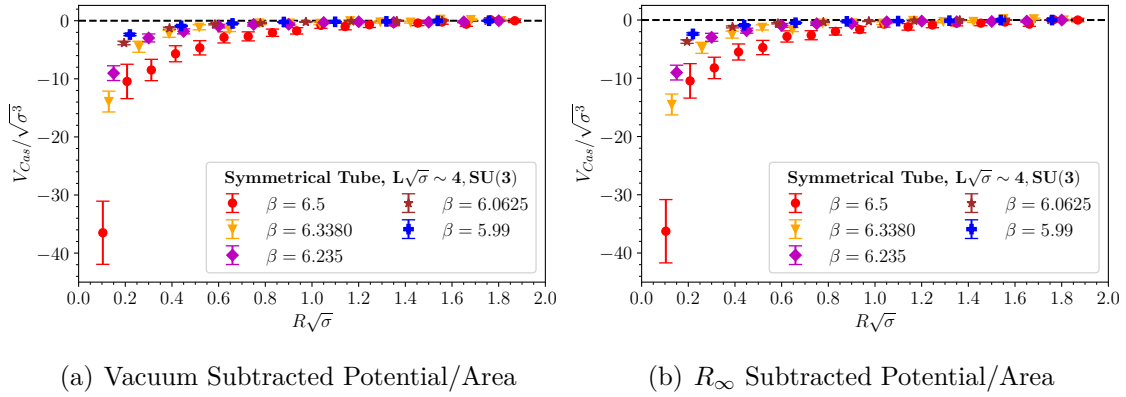 0
−10
−20
−30
−40
V_{Cas}/√σ³
0.0 0.2 0.4 0.6 0.8 1.0 1.2 1.4 1.6 1.8 2.0
R√σ
Symmetrical Tube, L√σ ∼ 4, SU(3)
β = 6.5
β = 6.3380
β = 6.235
β = 6.0625
β = 5.99
(a) Vacuum Subtracted Potential/Area
0
−10
−20
−30
−40
V_{Cas}/√σ³
0.0 0.2 0.4 0.6 0.8 1.0 1.2 1.4 1.6 1.8 2.0
R√σ
Symmetrical Tube, L√σ ∼ 4, SU(3)
β = 6.5
β = 6.3380
β = 6.235
β = 6.0625
β = 5.99
(b) R_∞ Subtracted Potential/Area